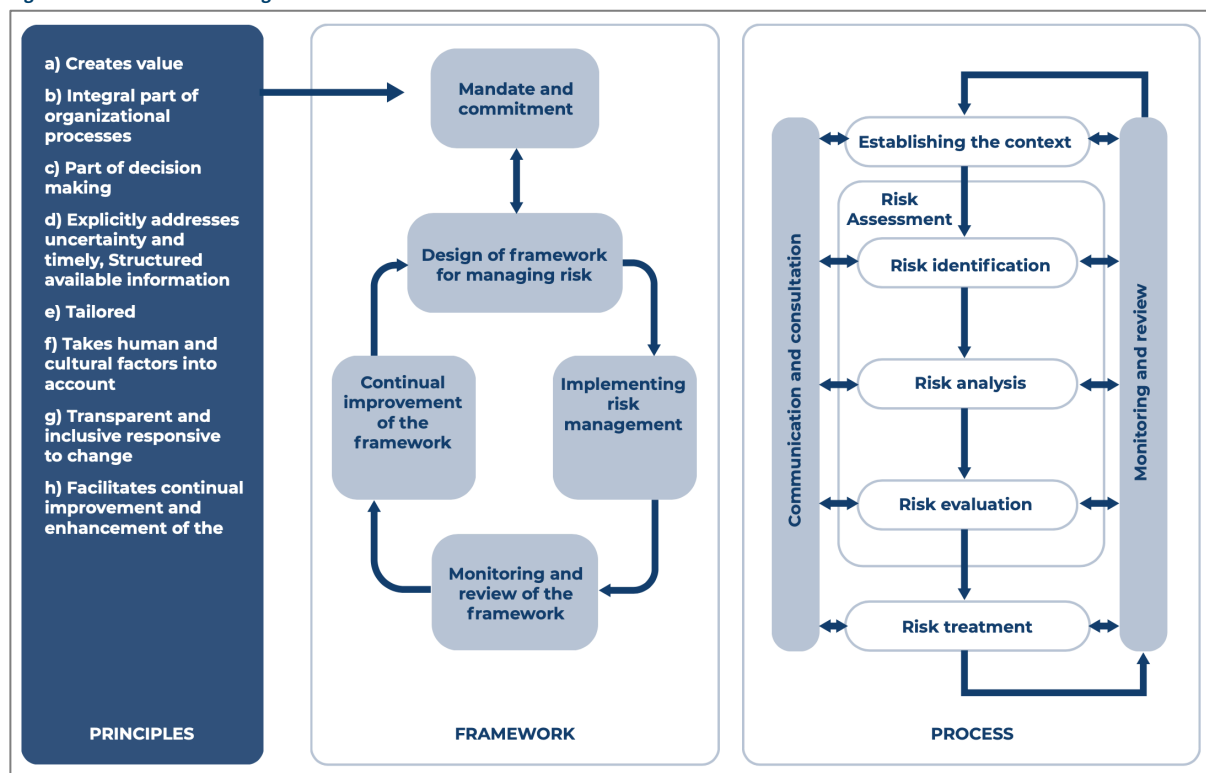 a) Creates value
b) Integral part of
organizational
processes
c) Part of decision
making
d) Explicitly addresses
uncertainty and
timely, Structured
available information
e) Tailored
f) Takes human and
cultural factors into
account
g) Transparent and
inclusive responsive
to change
h) Facilitates continual
improvement and
enhancement of the
PRINCIPLES
Mandate and
commitment
Design of framework
for managing risk
Implementing
risk
management
Monitoring and
review of the
framework
Continual
improvement
of the
framework
FRAMEWORK
Communication and consultation
Establishing the context
Risk
Assessment
Risk identification
Risk analysis
Risk evaluation
Risk treatment
Monitoring and review
PROCESS